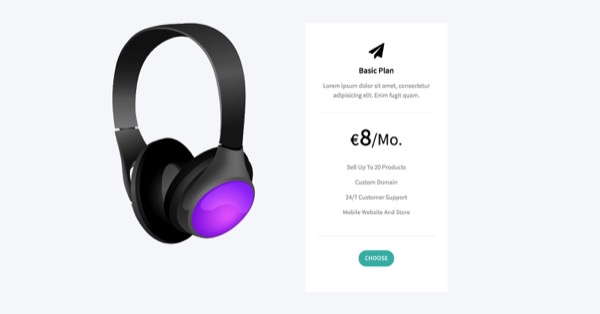 Basic Plan
Lorem ipsum dolor sit amet, consectetur
adipisicing elit. Enim fugit quam.
€8/Mo.
Sell Up To 20 Products
Custom Domain
24/7 Customer Support
Mobile Website And Store
CHOOSE